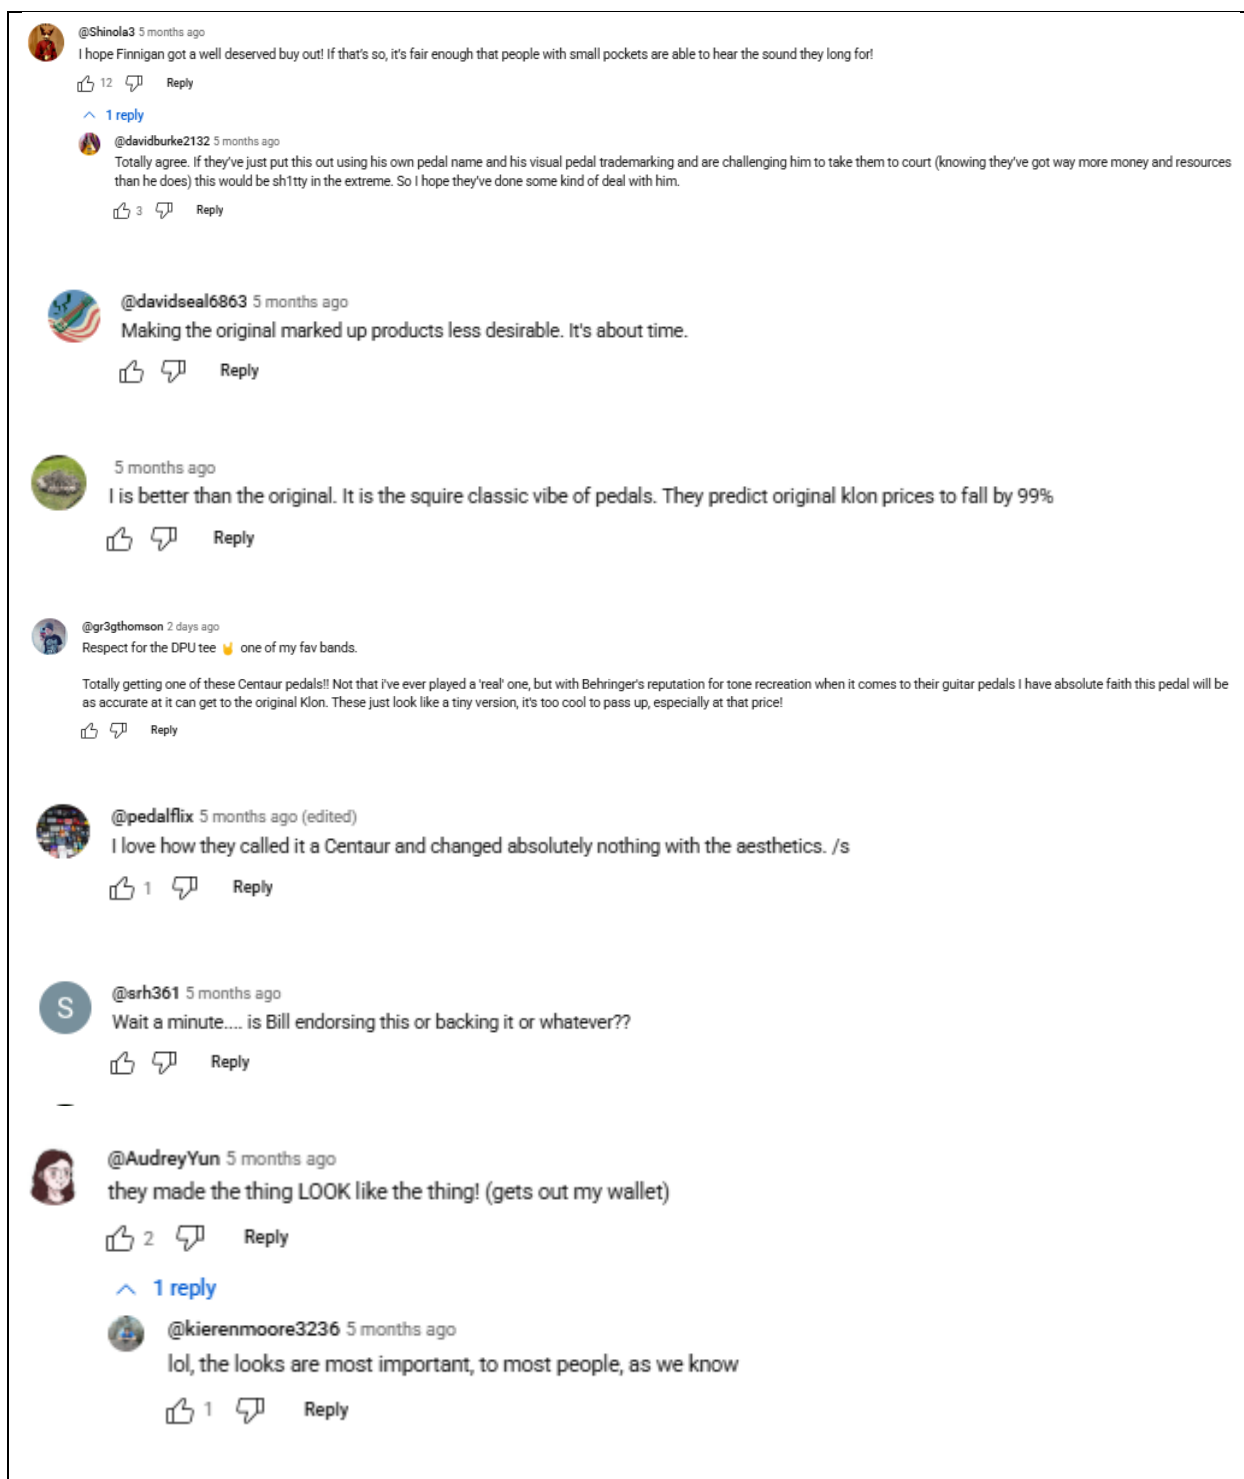 @Shinola3 5 months ago
I hope Finnigan got a well deserved buy out! If that's so, it's fair enough that people with small pockets are able to hear the sound they long for!
12 Reply
1 reply
@davidburke2132 5 months ago
Totally agree. If they've just put this out using his own pedal name and his visual pedal trademarking and are challenging him to take them to court (knowing they've got way more money and resources
than he does) this would be sh1tty in the extreme. So I hope they've done some kind of deal with him.
3 Reply
@davidseal6863 5 months ago
Making the original marked up products less desirable. It's about time.
Reply
5 months ago
I is better than the original. It is the squire classic vibe of pedals. They predict original klon prices to fall by 99%
Reply
@gr3gthomson 2 days ago
Respect for the DPU tee 🤘 one of my fav bands.
Totally getting one of these Centaur pedals!! Not that i've ever played a 'real' one, but with Behringer's reputation for tone recreation when it comes to their guitar pedals I have absolute faith this pedal will be
as accurate at it can get to the original Klon. These just look like a tiny version, it's too cool to pass up, especially at that price!
Reply
@pedalflix 5 months ago (edited)
I love how they called it a Centaur and changed absolutely nothing with the aesthetics. /s
1 Reply
S
@srh361 5 months ago
Wait a minute.... is Bill endorsing this or backing it or whatever??
Reply
@AudreyYun 5 months ago
they made the thing LOOK like the thing! (gets out my wallet)
2 Reply
1 reply
@kierenmoore3236 5 months ago
lol, the looks are most important, to most people, as we know
1 Reply